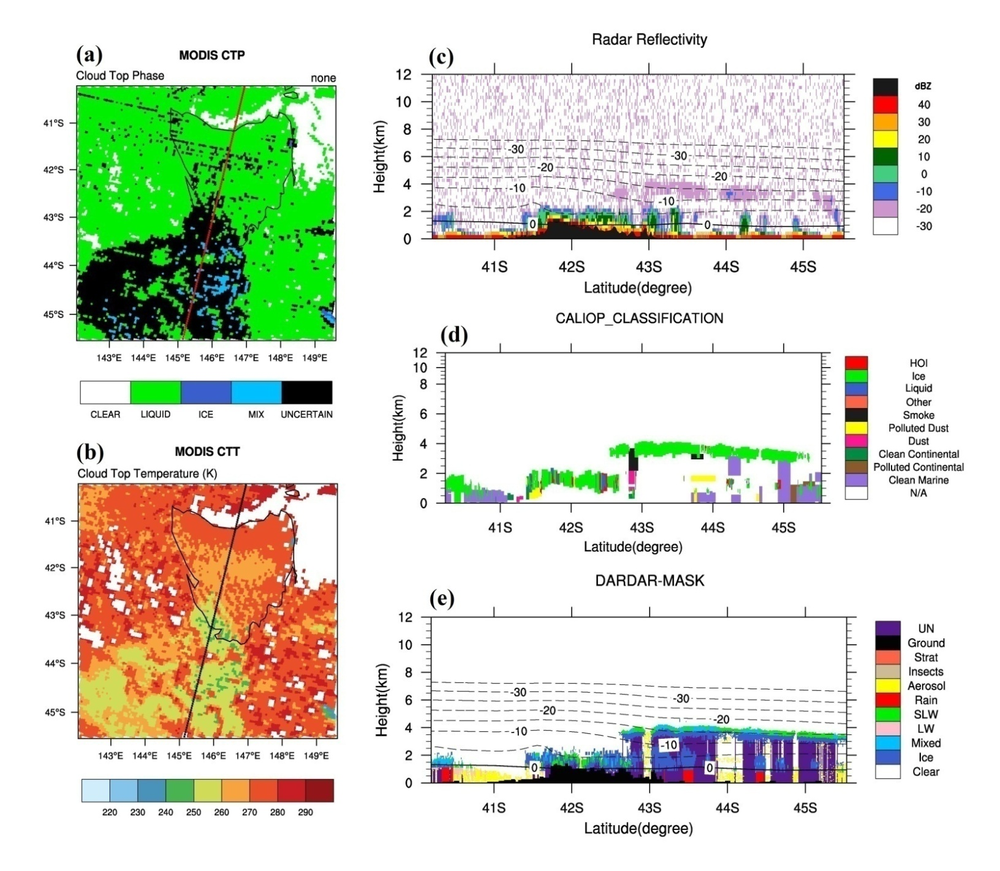 (a)
MODIS CTP
Cloud Top Phase
none
41°S
42°S
43°S
44°S
45°S
143°E 144°E 145°E 146°E 147°E 148°E 149°E
CLEAR LIQUID ICE MIX UNCERTAIN
(b)
MODIS CTT
Cloud Top Temperature (K)
41°S
42°S
43°S
44°S
45°S
143°E 144°E 145°E 146°E 147°E 148°E 149°E
220 230 240 250 260 270 280 290
Radar Reflectivity
(c)
12
10
8
6
4
2
0
Height(km)
-30
-30
-20
-20
-10
-10
0
0
41S 42S 43S 44S 45S
Latitude(degree)
dBZ
40
30
20
10
0
-10
-20
-30
CALIOP_CLASSIFICATION
(d)
12
10
8
6
4
2
0
Height(km)
41S 42S 43S 44S 45S
Latitude(degree)
HOI
Ice
Liquid
Other
Smoke
Polluted Dust
Dust
Clean Continental
Polluted Continental
Clean Marine
N/A
DARDAR-MASK
(e)
12
10
8
6
4
2
0
Height(km)
-30
-30
-20
-20
-10
-10
0
0
41S 42S 43S 44S 45S
Latitude(degree)
UN
Ground
Strat
Insects
Aerosol
Rain
SLW
LW
Mixed
Ice
Clear